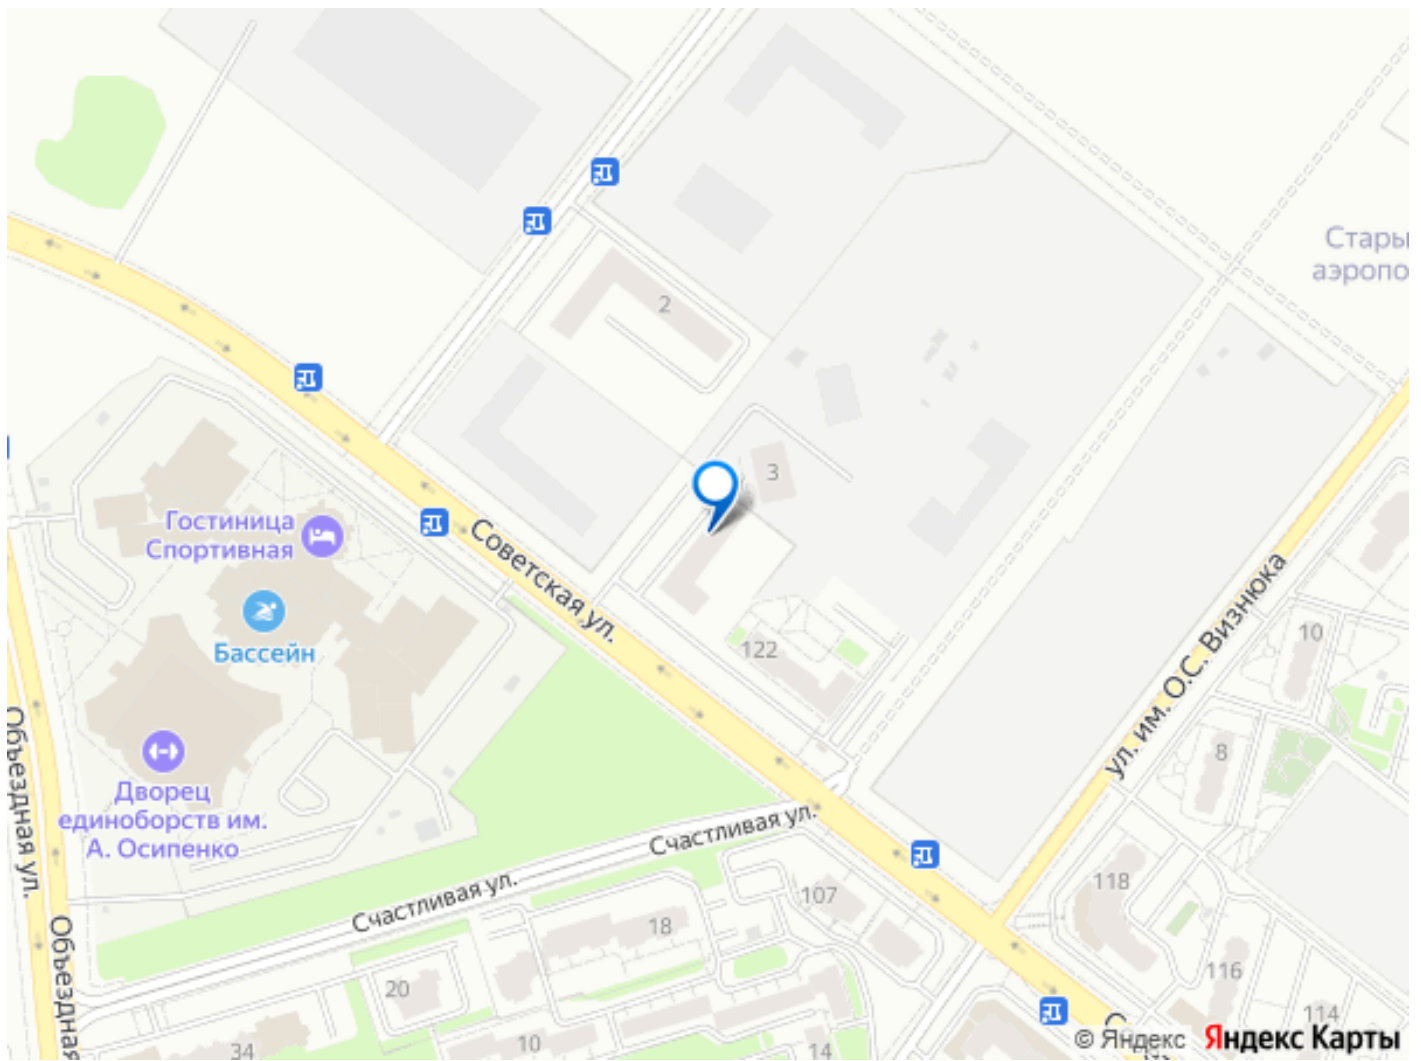 Стары
аэропо
2
3
Гостиница
Спортивная
Советская ул.
Бассейн
122
ул. им. О.С. Визнюка
10
8
Объездная ул.
Дворец
единоборств им.
А. Осипенко
Счастливая ул.
Счастливая ул.
118
107
18
Объездная
20
116
114
34
10
14
С
© Яндекс Яндекс Карты